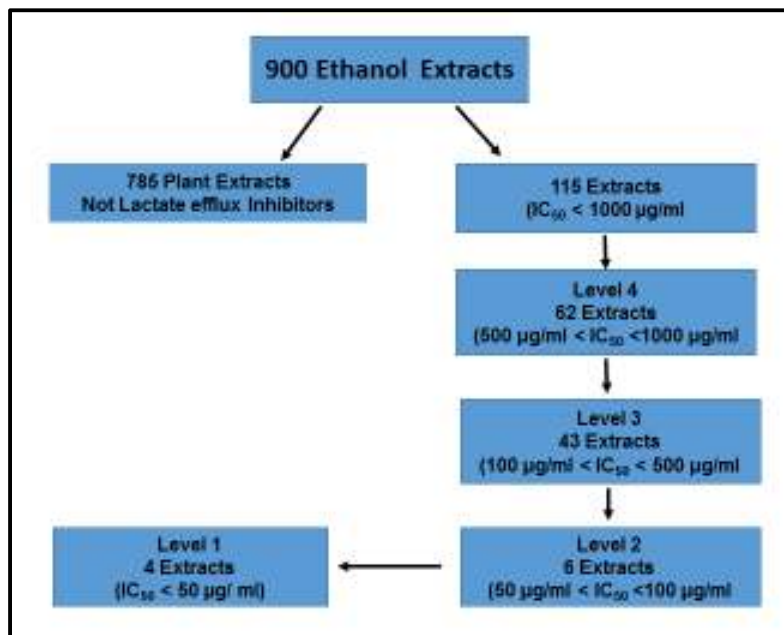 900 Ethanol Extracts
785 Plant Extracts
Not Lactate efflux Inhibitors
115 Extracts
(IC₅₀ < 1000 µg/ml
Level 4
62 Extracts
(500 µg/ml < IC₅₀ <1000 µg/ml
Level 3
43 Extracts
(100 µg/ml < IC₅₀ < 500 µg/ml
Level 1
4 Extracts
(IC₅₀ < 50 µg/ ml)
Level 2
6 Extracts
(50 µg/ml < IC₅₀ <100 µg/ml